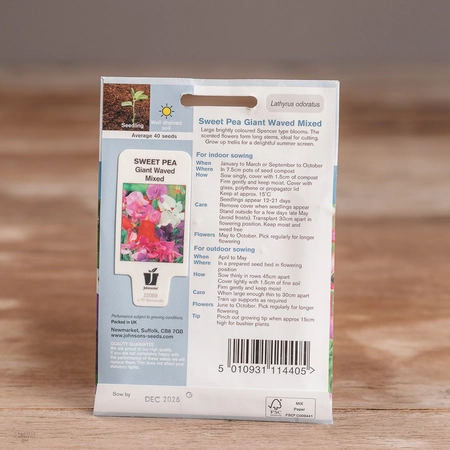 Lathyrus odoratus
Seedling
Average 40 seeds
SWEET PEA
Giant Waved
Mixed
Johnsons
Performance subject to growing conditions.
Packed in UK
Newmarket, Suffolk, CB8 7QB
www.johnsons-seeds.com
QUALITY GUARANTEE
Sweet Pea Giant Waved Mixed
Large brightly coloured Spencer type blooms. The
scented flowers form long stems, ideal for cutting.
Grow up trellis for a delightful summer screen.
For indoor sowing
When January to March or September to October
Where In 7.5cm pots of seed compost
How Sow singly, cover with 1.5cm of compost
Firm gently and keep moist. Cover with
glass, polythene or propagator lid
Keep at approx. 15°C
Seedlings appear 12-21 days
Care Remove cover when seedlings appear
Stand outside for a few days late May
(avoid frosts). Transplant 30cm apart in
flowering position. Keep moist and
weed free
Flowers May to October. Pick regularly for longer
flowering
For outdoor sowing
When April to May
Where In a prepared seed bed in flowering
position
How Sow thinly in rows 45cm apart
Cover lightly with 1.5cm of fine soil
Firm gently and keep moist
Care When large enough thin to 30cm apart
Train up supports as required
Flowers June to October. Pick regularly for longer
flowering
Tip Pinch out growing tip when approx 15cm
high for bushier plants
5 010931 114405 >
Sow by
DEC 2026
FSC
MIX
Paper